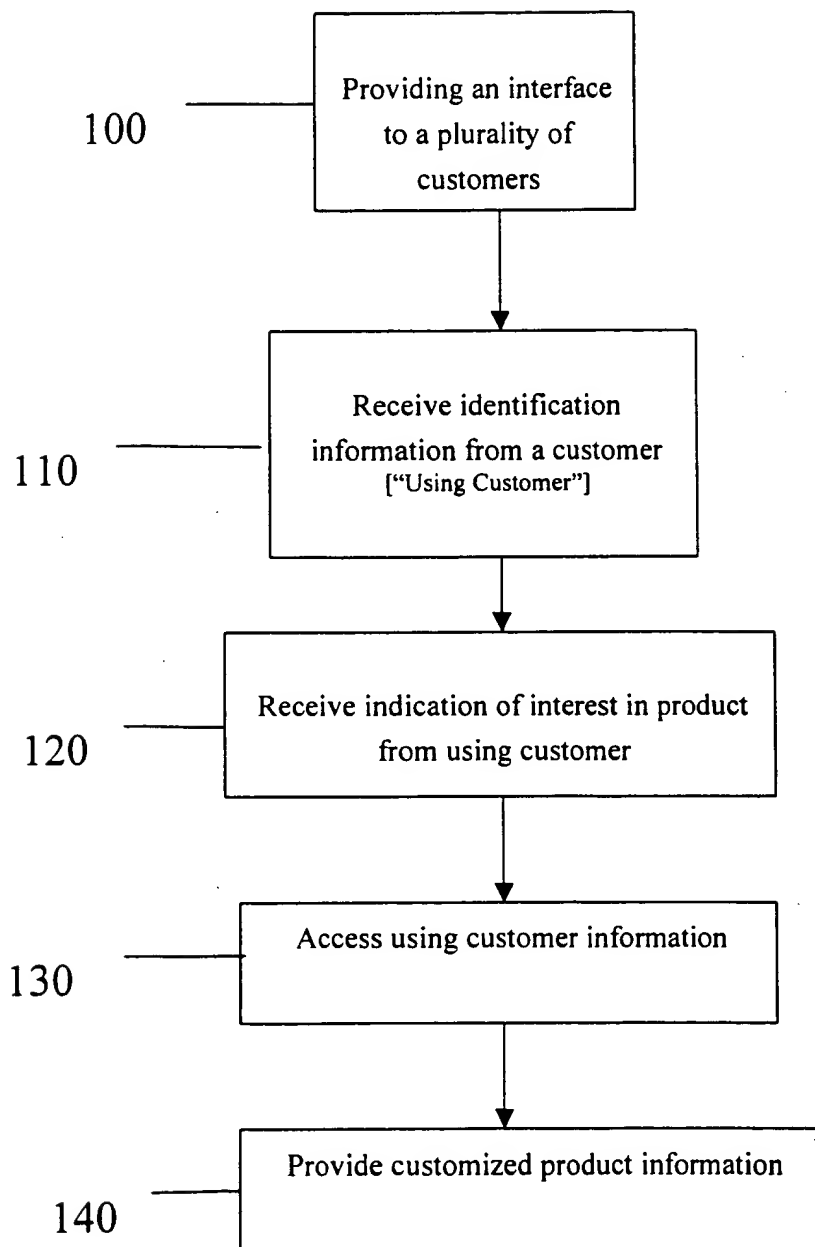 100
Providing an interface
to a plurality of
customers
110
Receive identification
information from a customer
["Using Customer"]
120
Receive indication of interest in product
from using customer
130
Access using customer information
140
Provide customized product information